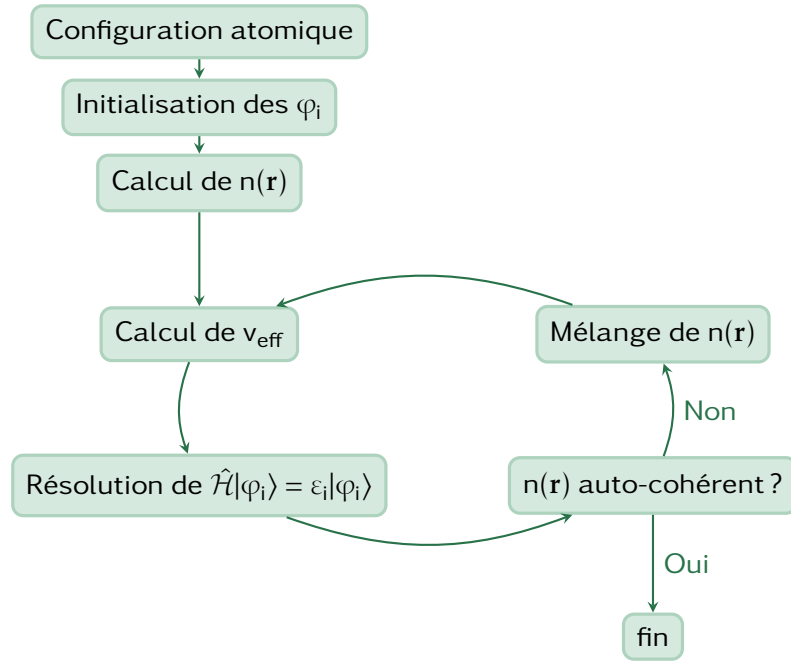 Configuration atomique
Initialisation des φᵢ
Calcul de n(r)
Calcul de v_eff
Mélange de n(r)
Non
Résolution de Ĥ|φᵢ⟩ = εᵢ|φᵢ⟩
n(r) auto-cohérent ?
Oui
fin